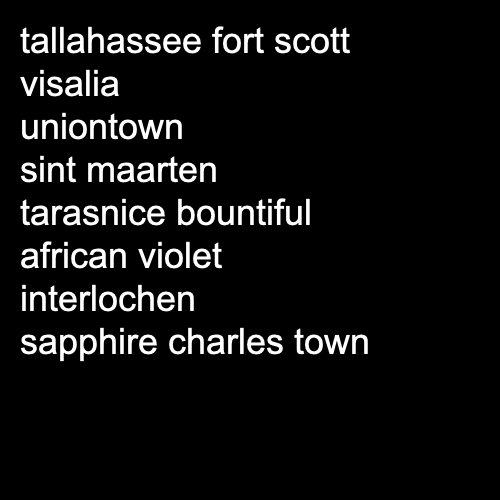 tallahassee fort scott
visalia
uniontown
sint maarten
tarasnice bountiful
african violet
interlochen
sapphire charles town